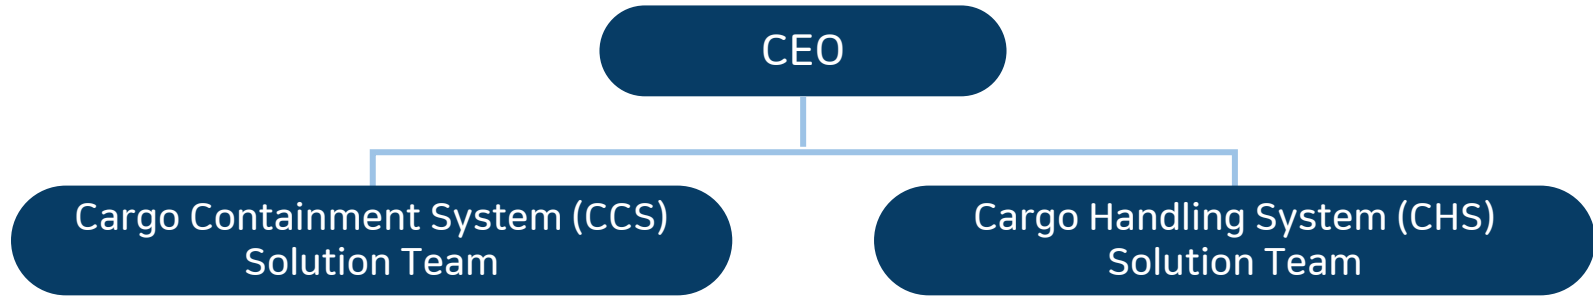 CEO
Cargo Containment System (CCS)
Solution Team
Cargo Handling System (CHS)
Solution Team